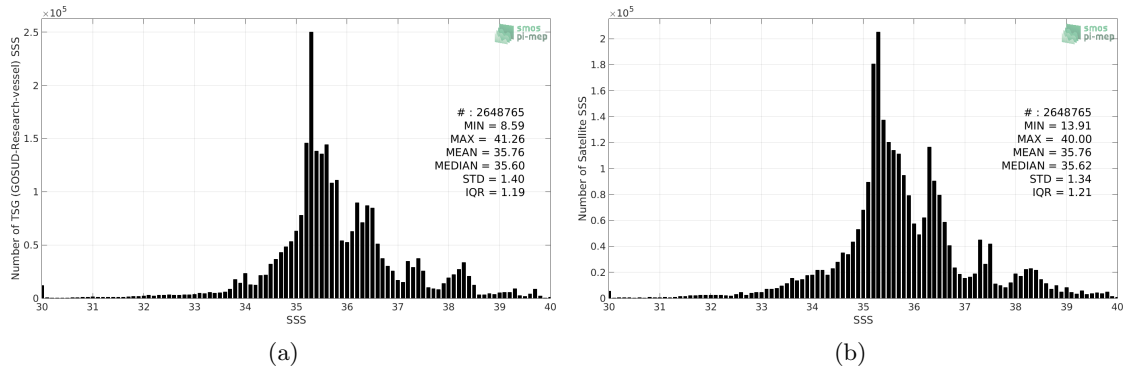 ×10⁵
smos
pi-mep
2.5
2
1.5
1
0.5
0
Number of TSG (GOSUD-Research-vessel) SSS
# : 2648765
MIN = 8.59
MAX = 41.26
MEAN = 35.76
MEDIAN = 35.60
STD = 1.40
IQR = 1.19
30 31 32 33 34 35 36 37 38 39 40
SSS
(a)
×10⁵
smos
pi-mep
2
1.8
1.6
1.4
1.2
1
0.8
0.6
0.4
0.2
0
Number of Satellite SSS
# : 2648765
MIN = 13.91
MAX = 40.00
MEAN = 35.76
MEDIAN = 35.62
STD = 1.34
IQR = 1.21
30 31 32 33 34 35 36 37 38 39 40
SSS
(b)